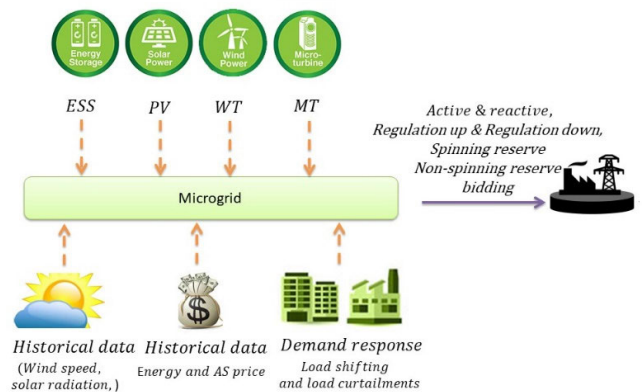 Energy
Storage
Solar
Power
Wind
Power
Micro-
turbine
ESS
PV
WT
MT
Active & reactive,
Regulation up & Regulation down,
Spinning reserve
Non-spinning reserve
bidding
Microgrid
$
Historical data
(Wind speed,
solar radiation,)
Historical data
Energy and AS price
Demand response
Load shifting
and load curtailments